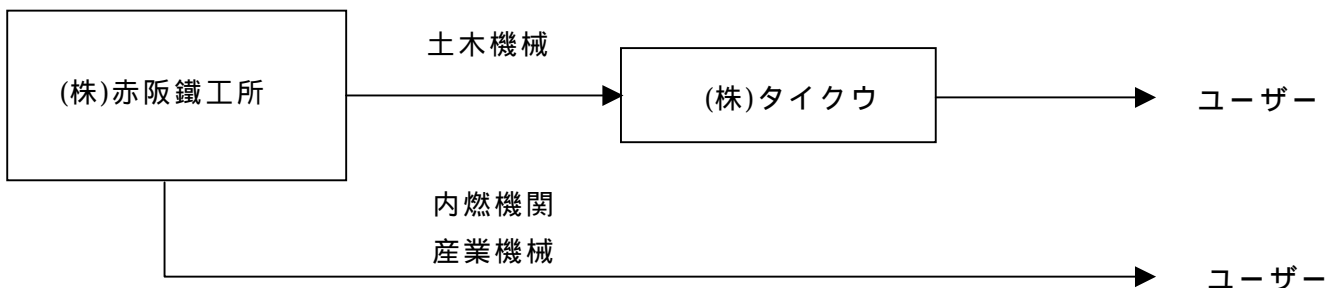 土木機械
(株)赤阪鐵工所
(株)タイクウ
ユーザー
内燃機関
産業機械
ユーザー